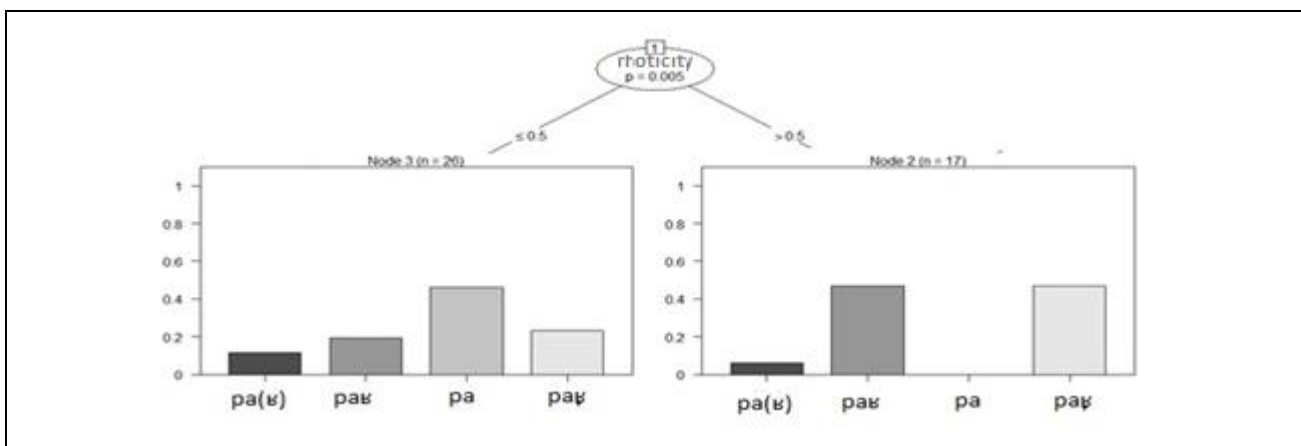 1
rhoticity
p = 0.005
≤ 0.5
> 0.5
Node 3 (n = 26)
Node 2 (n = 17)
1
0.8
0.6
0.4
0.2
0
1
0.8
0.6
0.4
0.2
0
pa(ʁ)
paʁ
pa
paʁ̞
pa(ʁ)
paʁ
pa
paʁ̞